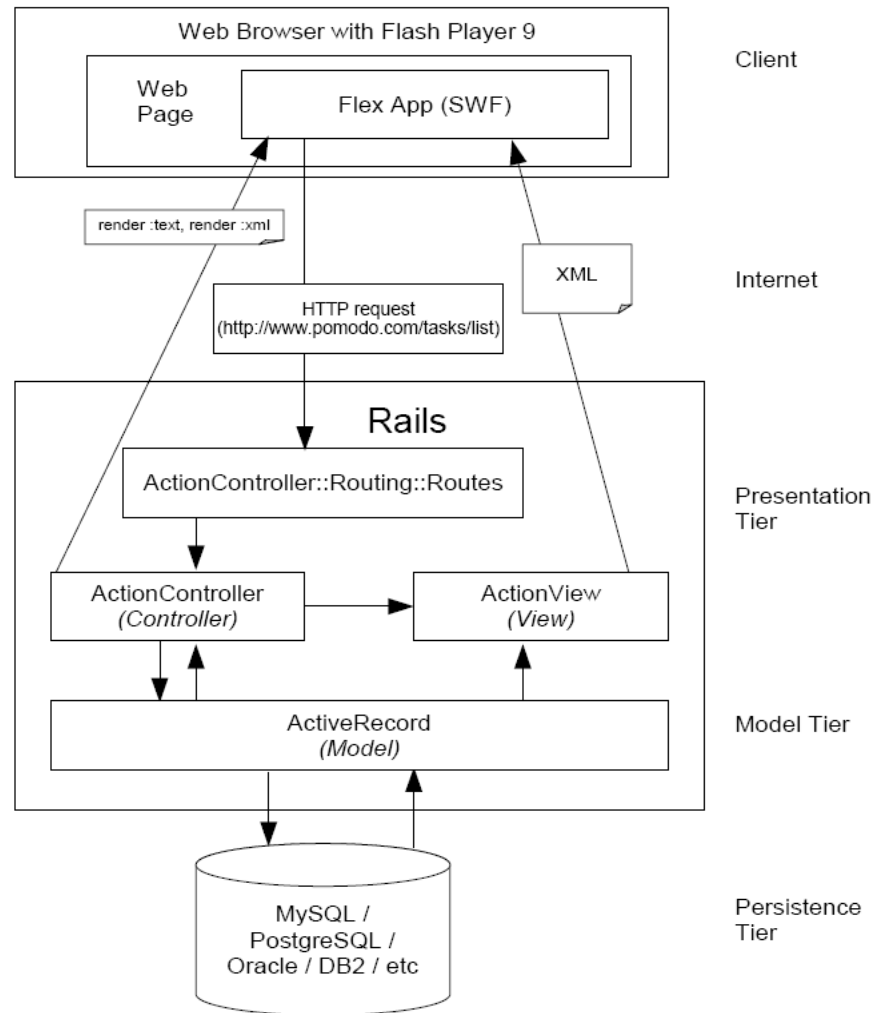 Web Browser with Flash Player 9
Client
Web
Page
Flex App (SWF)
render :text, render :xml
XML
Internet
HTTP request
(http://www.pomodo.com/tasks/list)
Rails
ActionController::Routing::Routes
Presentation
Tier
ActionController
(Controller)
ActionView
(View)
ActiveRecord
(Model)
Model Tier
MySQL /
PostgreSQL /
Oracle / DB2 / etc
Persistence
Tier